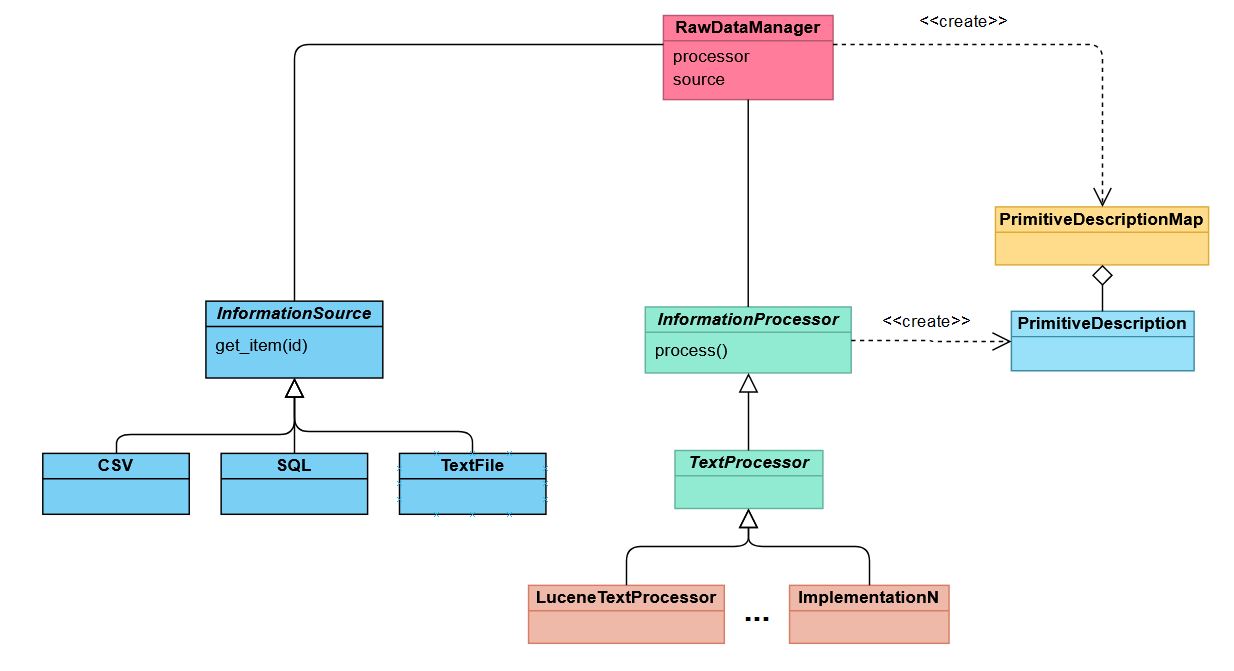 RawDataManager
processor
source
<<create>>
PrimitiveDescriptionMap
InformationSource
get_item(id)
InformationProcessor
process()
<<create>>
PrimitiveDescription
CSV
SQL
TextFile
TextProcessor
LuceneTextProcessor
...
ImplementationN